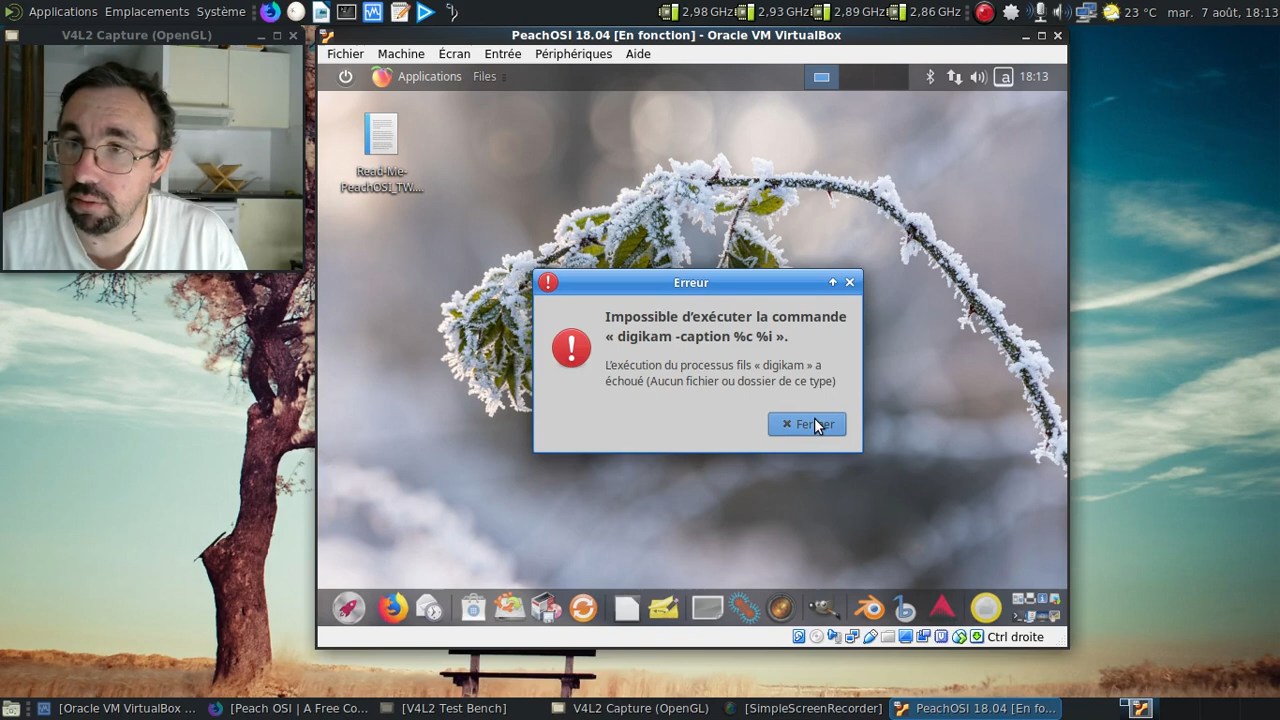 Applications Emplacements Système
2,98 GHz 2,93 GHz 2,89 GHz 2,86 GHz 23 °C mar. 7 août, 18:13
V4L2 Capture (OpenGL)
PeachOSI 18.04 [En fonction] - Oracle VM VirtualBox
Fichier Machine Écran Entrée Périphériques Aide
Applications Files
a 18:13
Read-Me-
PeachOSI_TW....
Erreur
Impossible d'exécuter la commande
« digikam -caption %c %i ».
L'exécution du processus fils « digikam » a
échoué (Aucun fichier ou dossier de ce type)
Fermer
Ctrl droite
[Oracle VM VirtualBox ...
[Peach OSI | A Free Co...
[V4L2 Test Bench]
V4L2 Capture (OpenGL)
[SimpleScreenRecorder]
PeachOSI 18.04 [En fo...